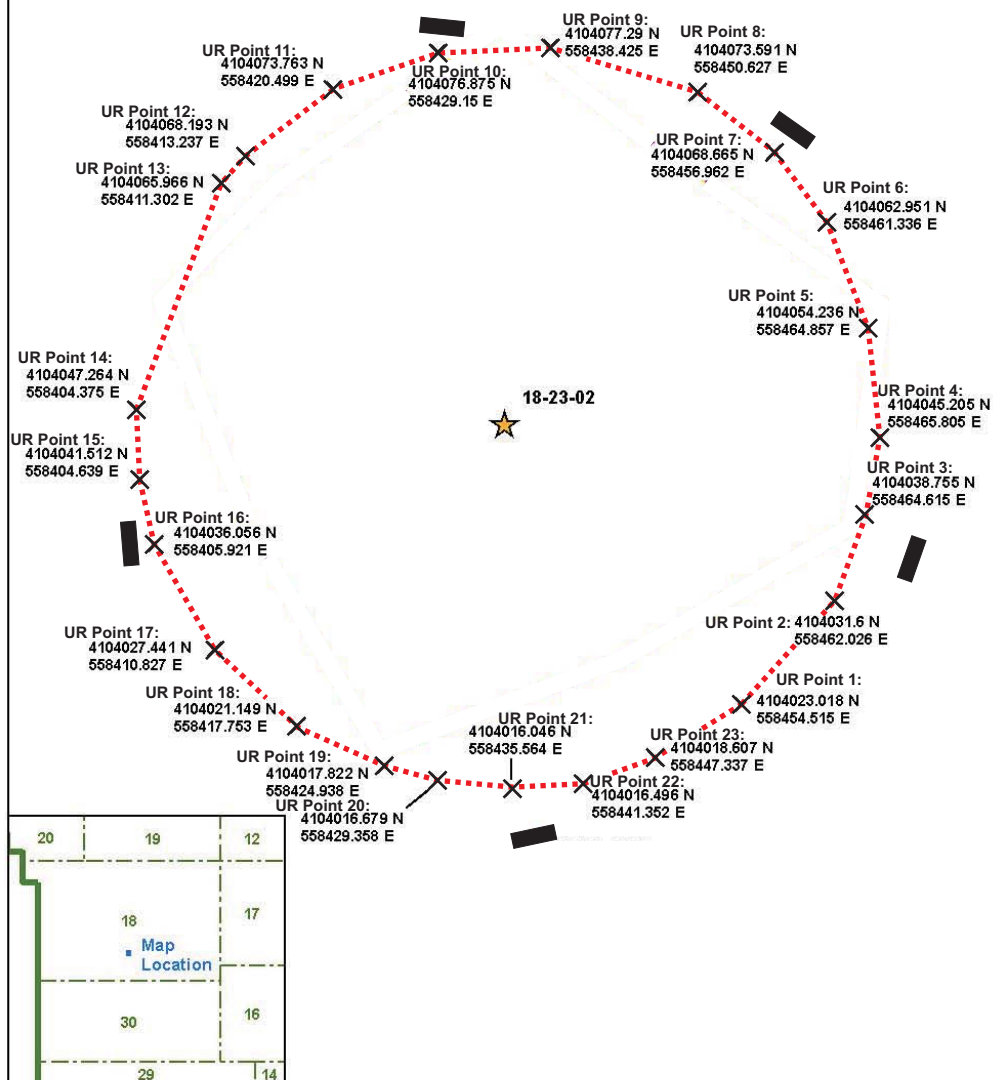 UR Point 9:
4104077.29 N
558438.425 E
UR Point 8:
4104073.591 N
558450.627 E
UR Point 11:
4104073.763 N
558420.499 E
UR Point 10:
4104076.875 N
558429.15 E
UR Point 12:
4104068.193 N
558413.237 E
UR Point 7:
4104068.665 N
558456.962 E
UR Point 13:
4104065.966 N
558411.302 E
UR Point 6:
4104062.951 N
558461.336 E
UR Point 5:
4104054.236 N
558464.857 E
UR Point 14:
4104047.264 N
558404.375 E
18-23-02
UR Point 4:
4104045.205 N
558465.805 E
UR Point 15:
4104041.512 N
558404.639 E
UR Point 3:
4104038.755 N
558464.615 E
UR Point 16:
4104036.056 N
558405.921 E
UR Point 2: 4104031.6 N
558462.026 E
UR Point 17:
4104027.441 N
558410.827 E
UR Point 1:
4104023.018 N
558454.515 E
UR Point 18:
4104021.149 N
558417.753 E
UR Point 21:
4104016.046 N
558435.564 E
UR Point 23:
4104018.607 N
558447.337 E
UR Point 19:
4104017.822 N
558424.938 E
UR Point 22:
4104016.496 N
558441.352 E
UR Point 20:
4104016.679 N
558429.358 E
20 19 12
18 17
Map
Location
30 16
29 14